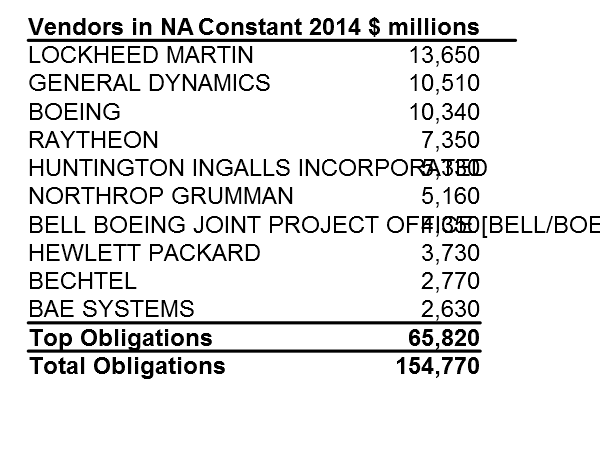 Vendors in NA Constant 2014 $ millions
LOCKHEED MARTIN 13,650
GENERAL DYNAMICS 10,510
BOEING 10,340
RAYTHEON 7,350
HUNTINGTON INGALLS INCORPORATED 5,330
NORTHROP GRUMMAN 5,160
BELL BOEING JOINT PROJECT OFFICE [BELL/BOE 4,350
HEWLETT PACKARD 3,730
BECHTEL 2,770
BAE SYSTEMS 2,630
Top Obligations 65,820
Total Obligations 154,770